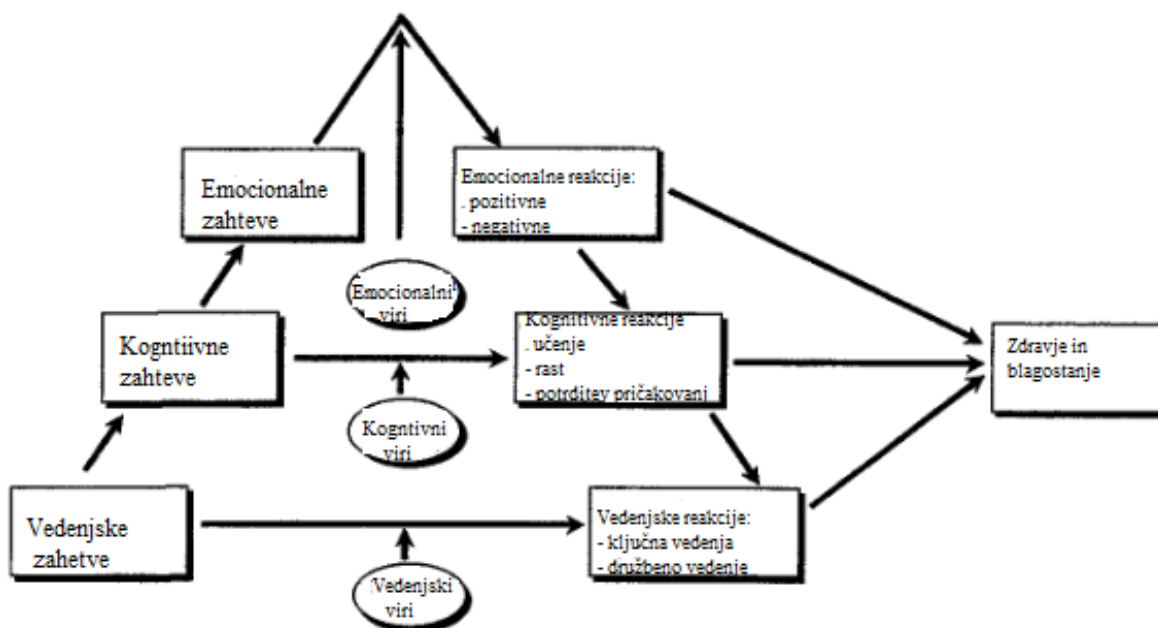 Emocionalne
zahteve
Emocionalne reakcije:
. pozitivne
- negativne
Emocionalni
viri
Kogntiivne
zahteve
Kognitivne reakcije
. učenje
- rast
- potrditev pričakovanj
Zdravje in
blagostanje
Kogntivni
viri
Vedenjske
zahetve
Vedenjske reakcije:
- ključna vedenja
- družbeno vedenje
Vedenjski
viri